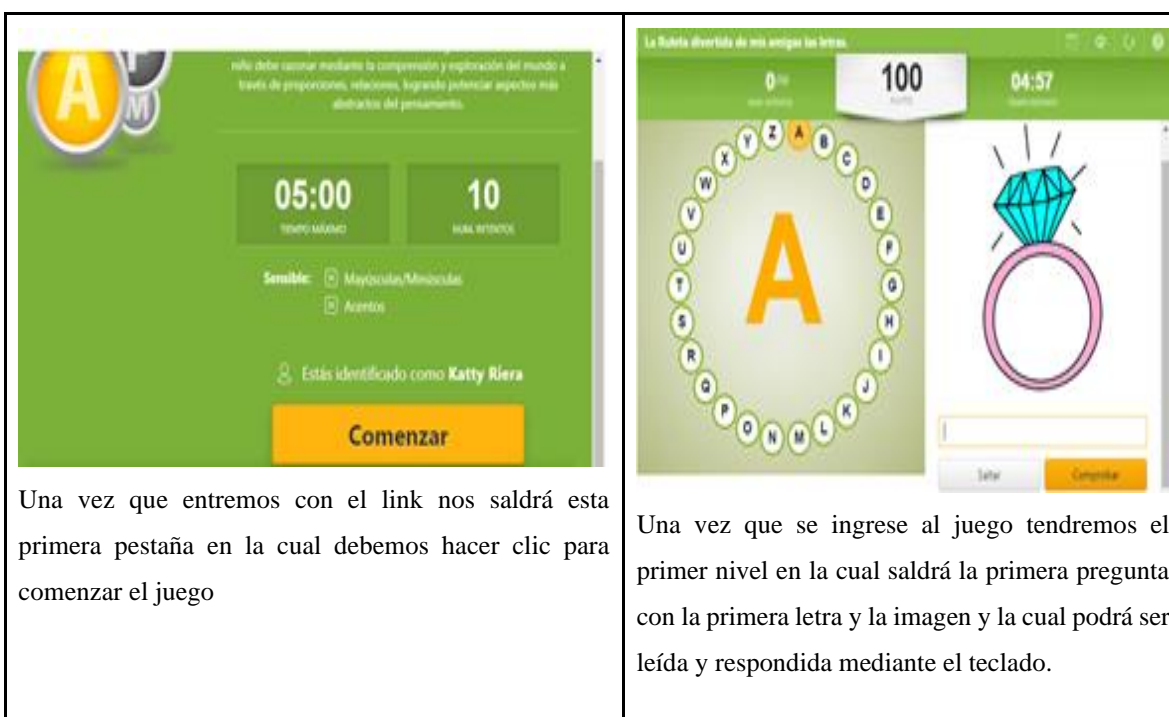 A
F
M
niño debe razonar mediante la comprensión y exploración del mundo a
través de proporciones, relaciones, logrando potenciar aspectos más
abstractos del pensamiento.
05:00
TIEMPO MÁXIMO
10
NUM. INTENTOS
Sensible: Mayúsculas/Minúsculas
Acentos
Estás identificado como Katty Riera
Comenzar
Una vez que entremos con el link nos saldrá esta
primera pestaña en la cual debemos hacer clic para
comenzar el juego
La Ruleta divertida de mis amigas las letras.
0
100
04:57
A
B
C
D
E
F
G
H
I
J
K
L
M
N
O
P
Q
R
S
T
U
V
W
X
Y
Z
A
Saltar
Comprobar
Una vez que se ingrese al juego tendremos el
primer nivel en la cual saldrá la primera pregunta
con la primera letra y la imagen y la cual podrá ser
leída y respondida mediante el teclado.